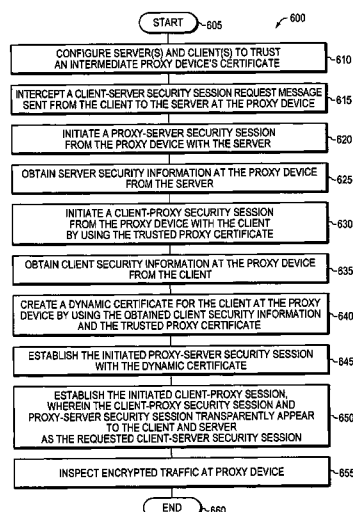 START 605
600
CONFIGURE SERVER(S) AND CLIENT(S) TO TRUST
AN INTERMEDIATE PROXY DEVICE'S CERTIFICATE
610
INTERCEPT A CLIENT-SERVER SECURITY SESSION REQUEST MESSAGE
SENT FROM THE CLIENT TO THE SERVER AT THE PROXY DEVICE
615
INITIATE A PROXY-SERVER SECURITY SESSION
FROM THE PROXY DEVICE WITH THE SERVER
620
OBTAIN SERVER SECURITY INFORMATION AT THE PROXY DEVICE
FROM THE SERVER
625
INITIATE A CLIENT-PROXY SECURITY SESSION
FROM THE PROXY DEVICE WITH THE CLIENT
BY USING THE TRUSTED PROXY CERTIFICATE
630
OBTAIN CLIENT SECURITY INFORMATION AT THE PROXY DEVICE
FROM THE CLIENT
635
CREATE A DYNAMIC CERTIFICATE FOR THE CLIENT AT THE PROXY
DEVICE BY USING THE OBTAINED CLIENT SECURITY INFORMATION
AND THE TRUSTED PROXY CERTIFICATE
640
ESTABLISH THE INITIATED PROXY-SERVER SECURITY SESSION
WITH THE DYNAMIC CERTIFICATE
645
ESTABLISH THE INITIATED CLIENT-PROXY SESSION,
WHEREIN THE CLIENT-PROXY SECURITY SESSION AND
PROXY-SERVER SECURITY SESSION TRANSPARENTLY APPEAR
TO THE CLIENT AND SERVER
AS THE REQUESTED CLIENT-SERVER SECURITY SESSION
650
INSPECT ENCRYPTED TRAFFIC AT PROXY DEVICE
655
END 660